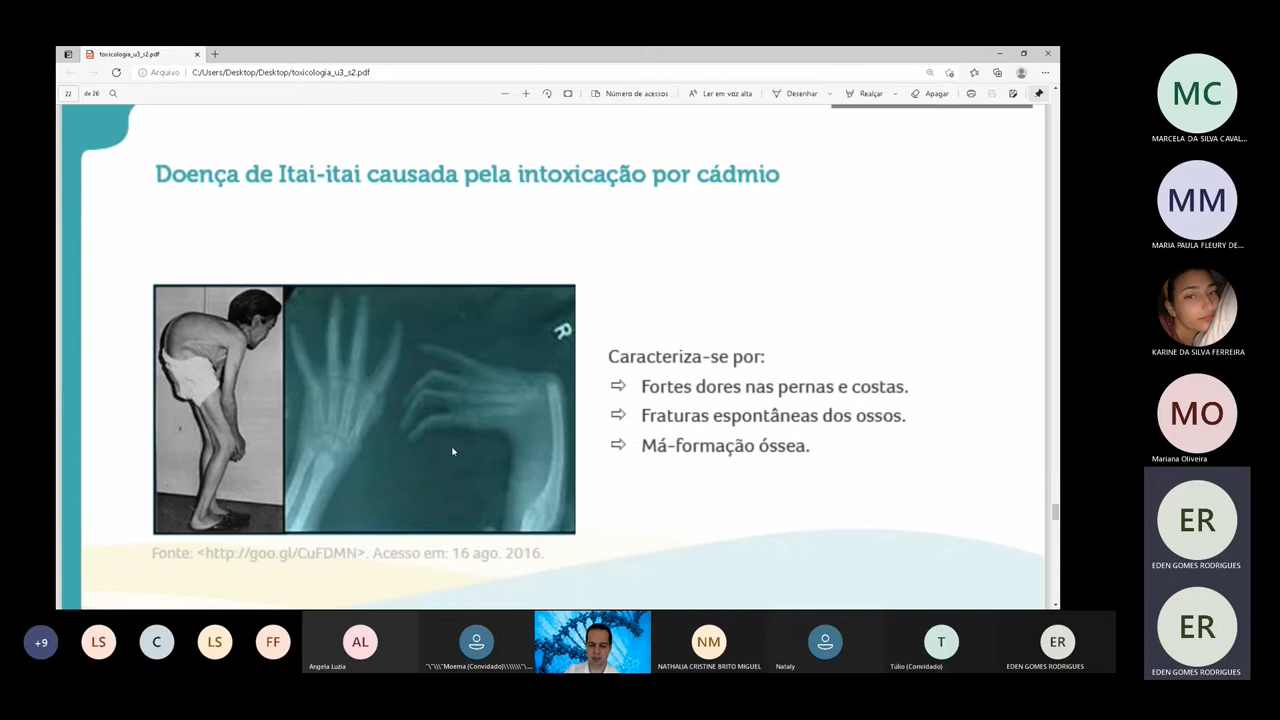 toxicologia_u3_s2.pdf
Arquivo
C:/Users/Desktop/Desktop/toxicologia_u3_s2.pdf
22 de 26
Número de acessos
Ler em voz alta
Desenhar
Realçar
Apagar
Doença de Itai-itai causada pela intoxicação por cádmio
R
Caracteriza-se por:
⇨ Fortes dores nas pernas e costas.
⇨ Fraturas espontâneas dos ossos.
⇨ Má-formação óssea.
Fonte: <http://goo.gl/CuFDMN>. Acesso em: 16 ago. 2016.
MC
MARCELA DA SILVA CAVAL...
MM
MARIA PAULA FLEURY DE...
KARINE DA SILVA FERREIRA
MO
Mariana Oliveira
ER
EDEN GOMES RODRIGUES
ER
EDEN GOMES RODRIGUES
+9
LS
C
LS
FF
AL
Angela Luzia
"\"\\\"Moema (Convidado)\\\\\\\"\...
NM
NATHALIA CRISTINE BRITO MIGUEL
Nataly
T
Túlio (Convidado)
ER
EDEN GOMES RODRIGUES